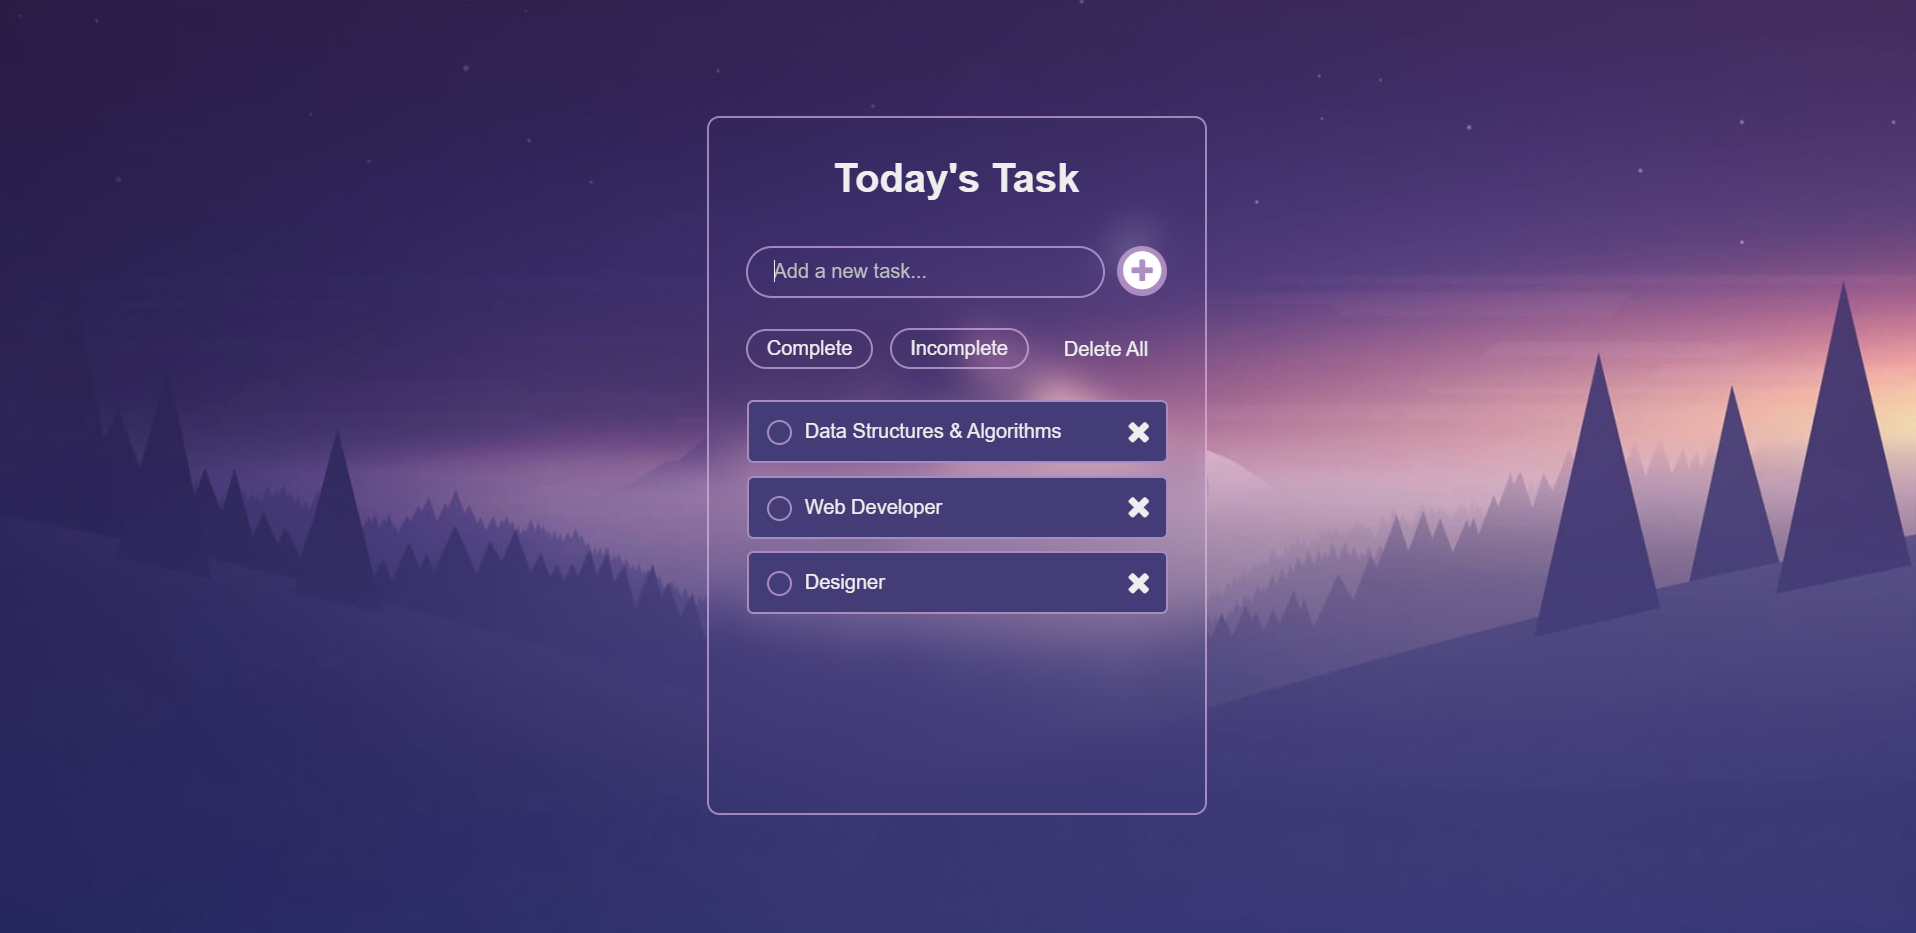 Today's Task
Add a new task...
Complete Incomplete Delete All
Data Structures & Algorithms
Web Developer
Designer